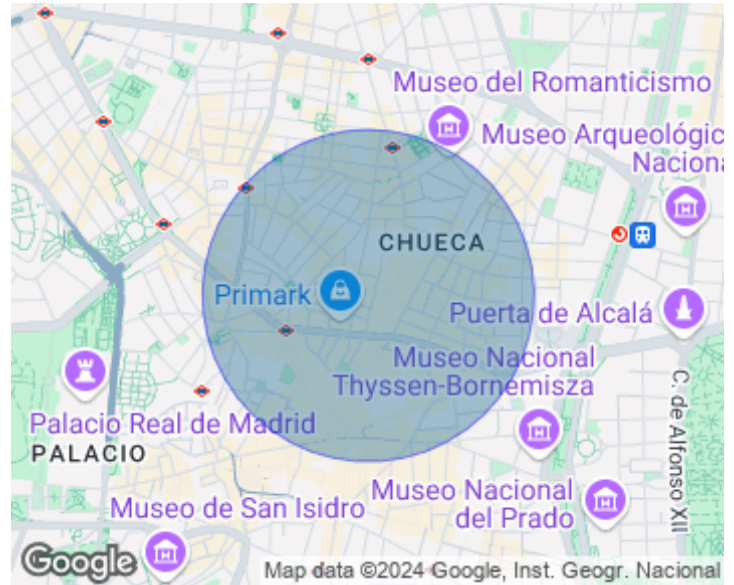 Museo del Romanticismo
Museo Arqueológic
Naciona
CHUECA
Primark
Puerta de Alcalá
Museo Nacional
Thyssen-Bornemisza
C. de Alfonso XII
Palacio Real de Madrid
PALACIO
Museo Nacional
del Prado
Museo de San Isidro
Google
Map data ©2024 Google, Inst. Geogr. Nacional